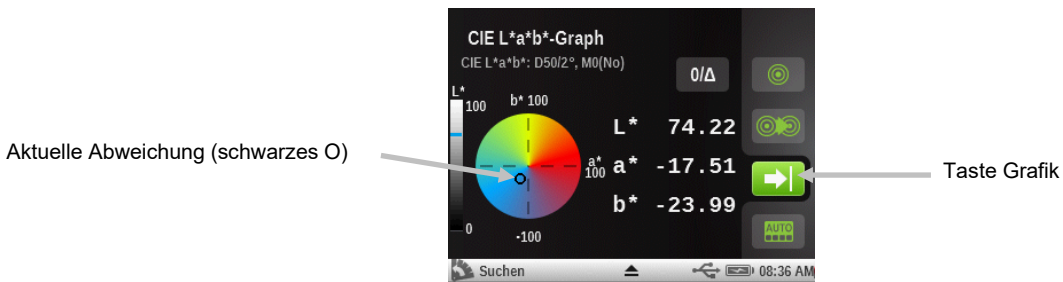 CIE L*a*b*-Graph
CIE L*a*b*: D50/2°, M0(No)
0/Δ
L*
100
b* 100
L* 74.22
Aktuelle Abweichung (schwarzes O)
a*
100
a* -17.51
Taste Grafik
b* -23.99
0
-100
AUTO
Suchen
08:36 AM